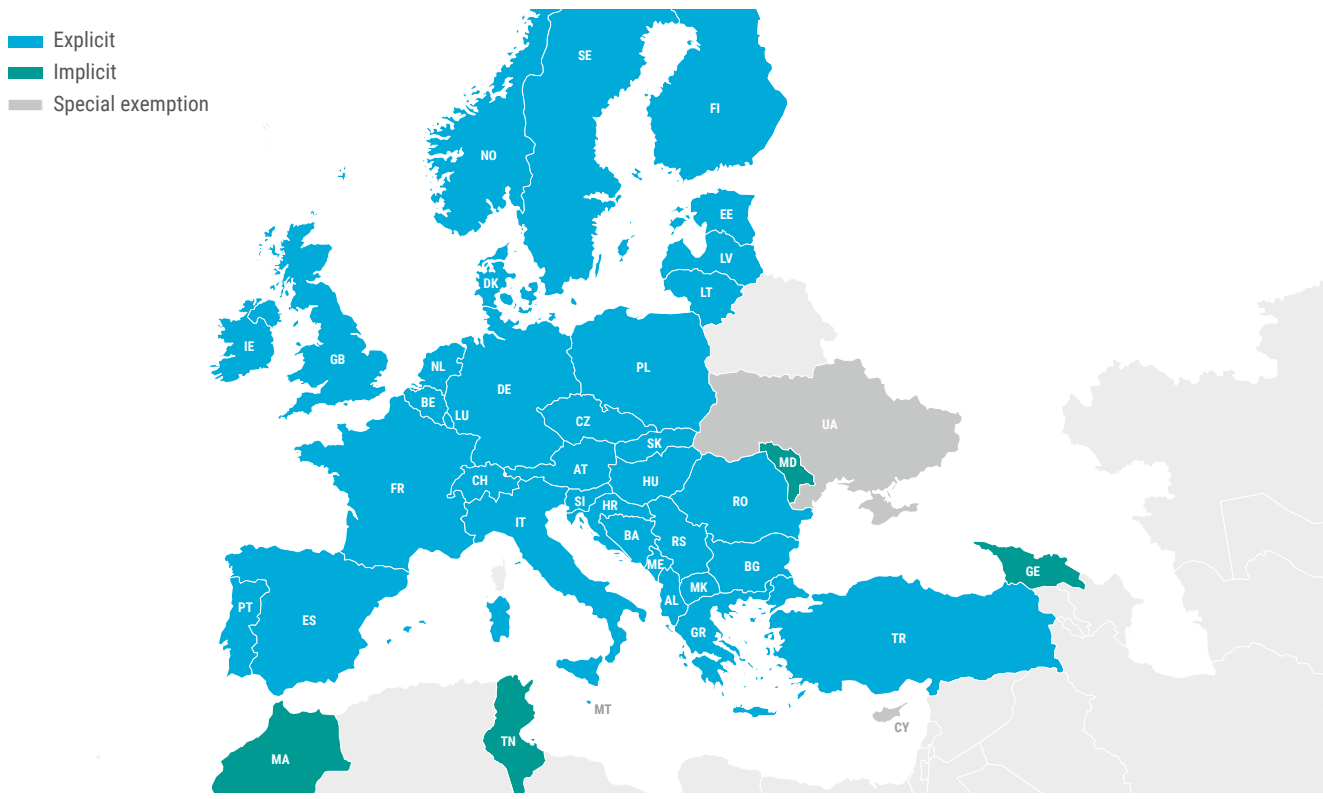 Explicit
Implicit
Special exemption
SE
FI
NO
EE
LV
DK
LT
IE
GB
NL
PL
DE
BE
LU
CZ
UA
SK
MD
AT
CH
HU
FR
RO
SI
HR
IT
BA
RS
ME
BG
GE
MK
AL
PT
ES
GR
TR
MT
CY
TN
MA